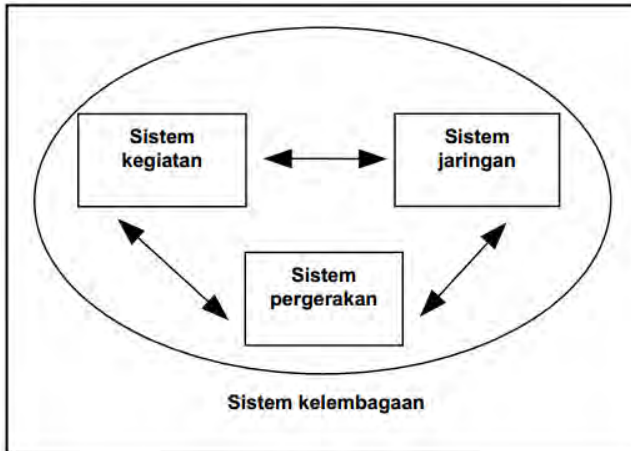 Sistem
kegiatan
Sistem
jaringan
Sistem
pergerakan
Sistem kelembagaan